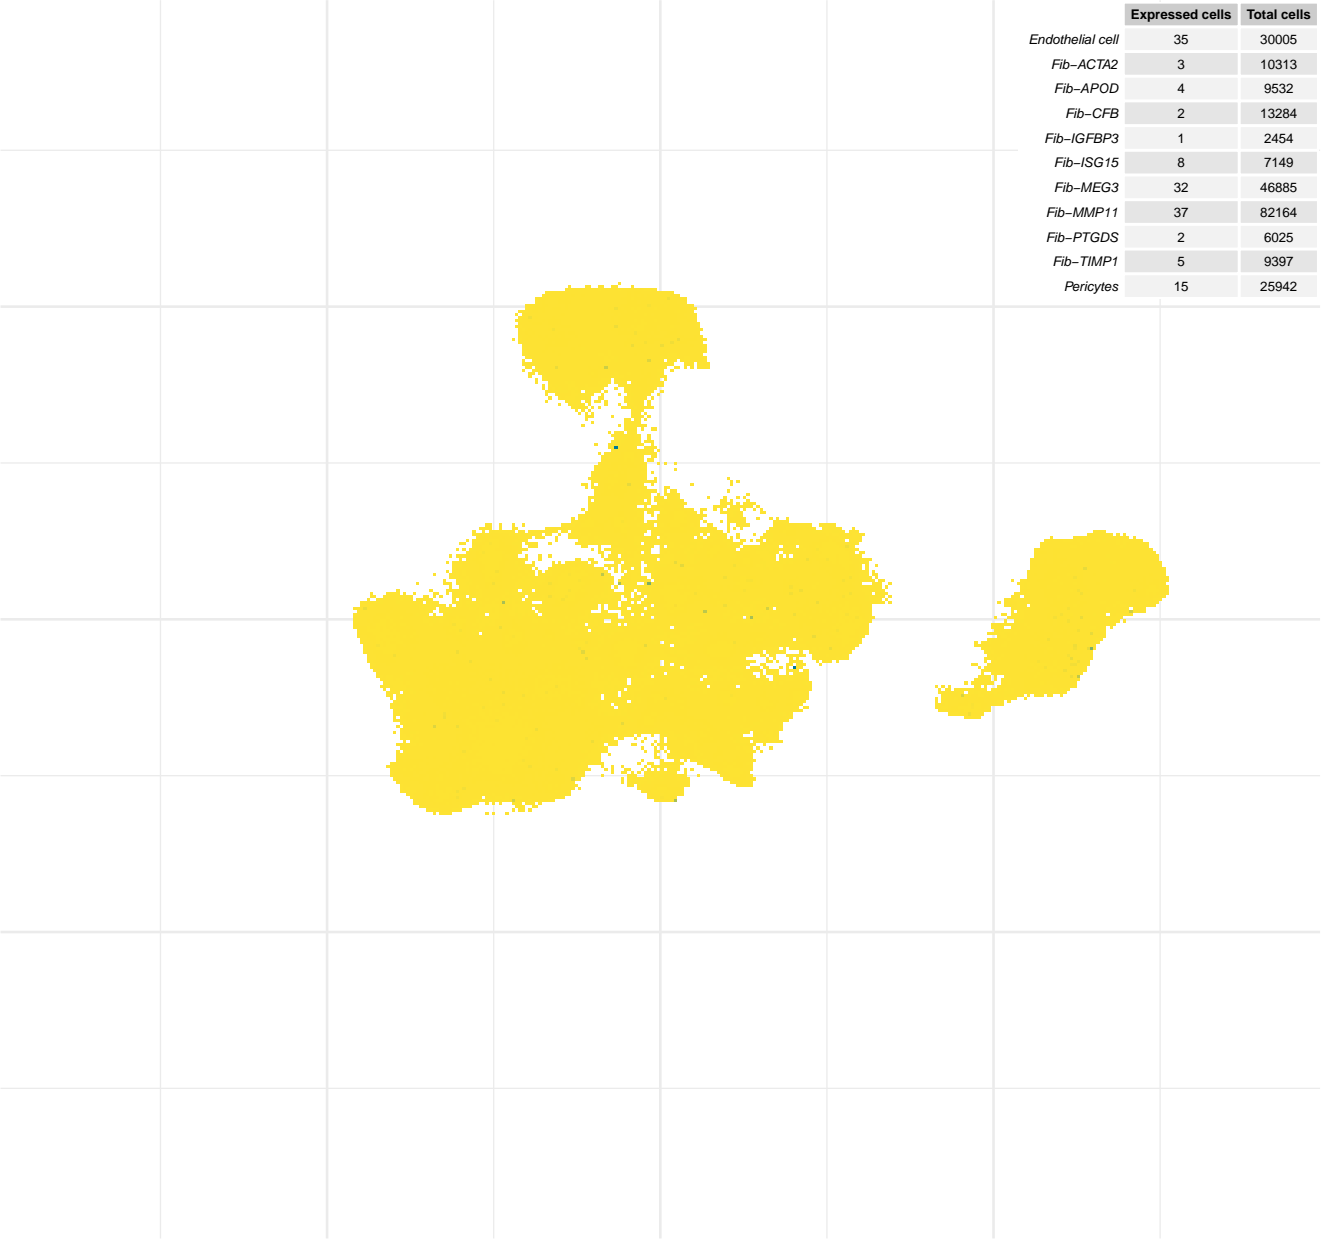 Expressed cells Total cells
Endothelial cell 35 30005
Fib−ACTA2 3 10313
Fib−APOD 4 9532
Fib−CFB 2 13284
Fib−IGFBP3 1 2454
Fib−ISG15 8 7149
Fib−MEG3 32 46885
Fib−MMP11 37 82164
Fib−PTGDS 2 6025
Fib−TIMP1 5 9397
Pericytes 15 25942